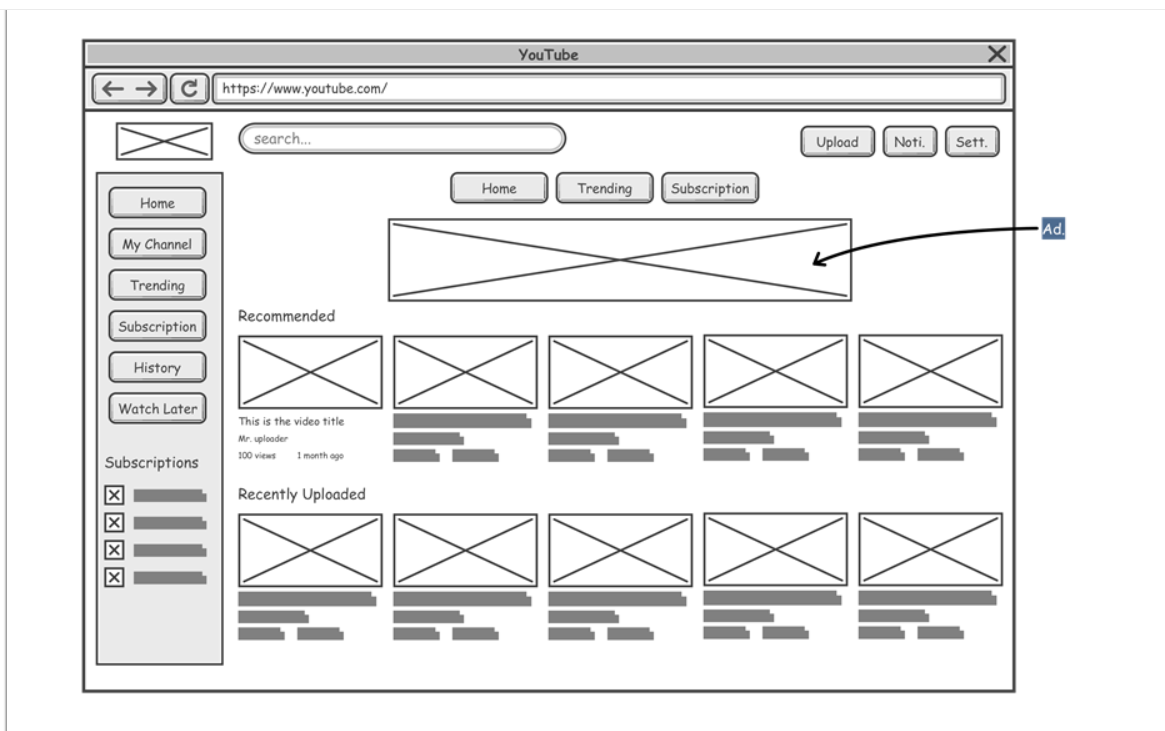 YouTube
https://www.youtube.com/
search...
Upload
Noti.
Sett.
Home
Trending
Subscription
Ad.
Home
My Channel
Trending
Subscription
History
Watch Later
Subscriptions
Recommended
This is the video title
Mr. uploader
100 views 1 month ago
Recently Uploaded